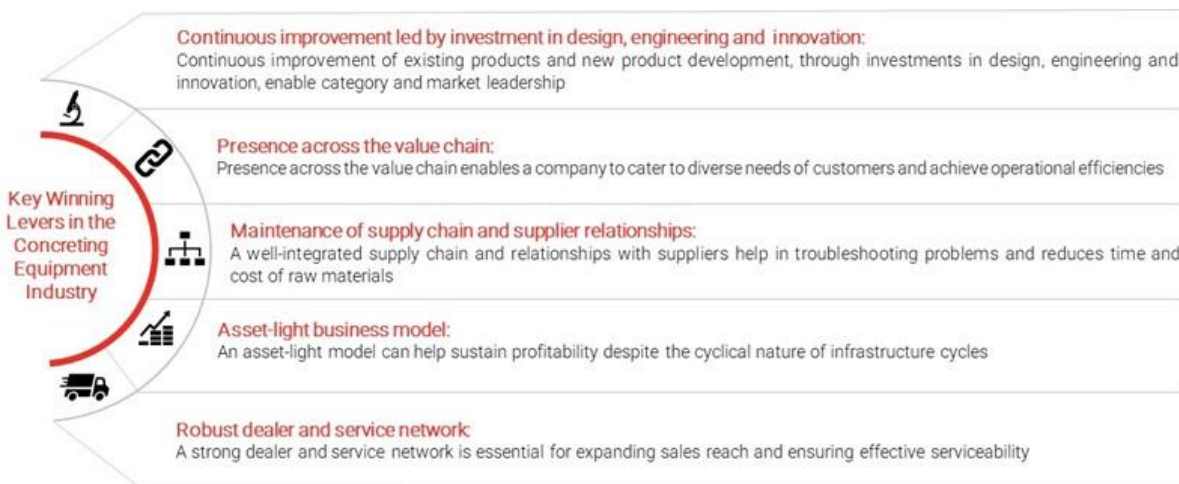 Key Winning
Levers in the
Concreting
Equipment
Industry
Continuous improvement led by investment in design, engineering and innovation:
Continuous improvement of existing products and new product development, through investments in design, engineering and
innovation, enable category and market leadership
Presence across the value chain:
Presence across the value chain enables a company to cater to diverse needs of customers and achieve operational efficiencies
Maintenance of supply chain and supplier relationships:
A well-integrated supply chain and relationships with suppliers help in troubleshooting problems and reduces time and
cost of raw materials
Asset-light business model:
An asset-light model can help sustain profitability despite the cyclical nature of infrastructure cycles
Robust dealer and service network:
A strong dealer and service network is essential for expanding sales reach and ensuring effective serviceability